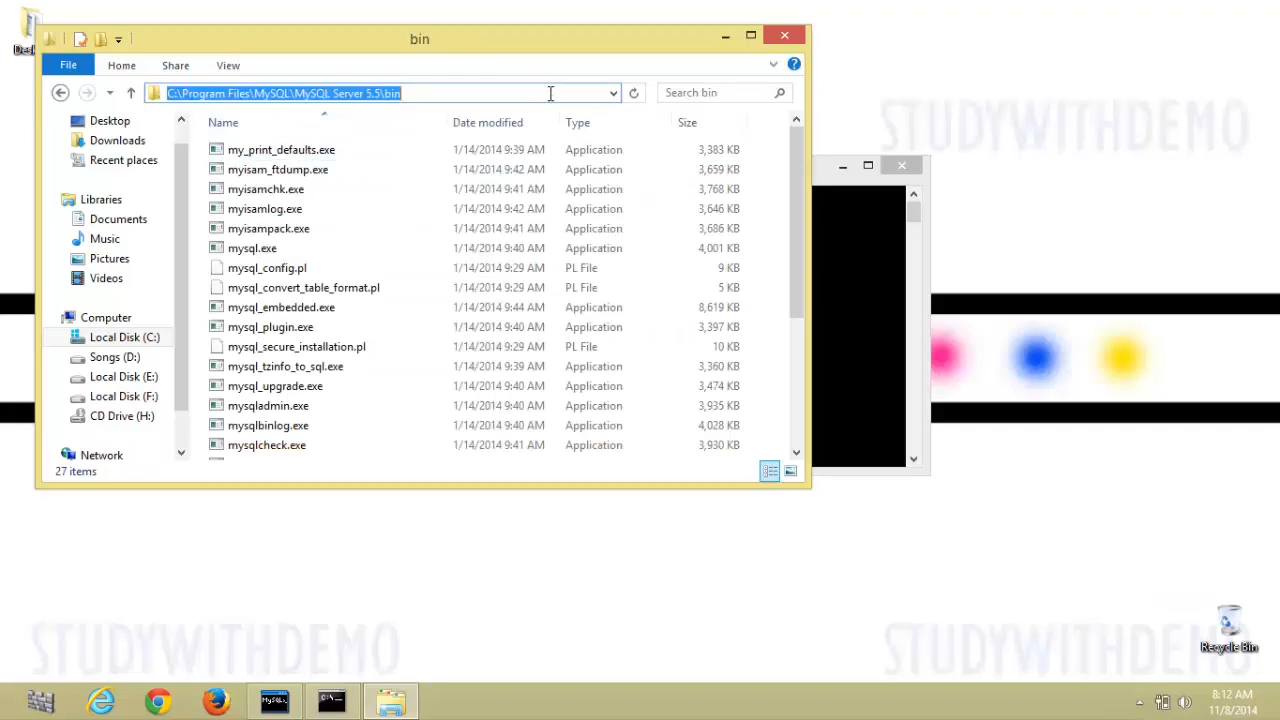 Desk
bin
File Home Share View
C:\Program Files\MySQL\MySQL Server 5.5\bin
Search bin
Name Date modified Type Size
Desktop
Downloads
Recent places
Libraries
Documents
Music
Pictures
Videos
Computer
Local Disk (C:)
Songs (D:)
Local Disk (E:)
Local Disk (F:)
CD Drive (H:)
Network
my_print_defaults.exe 1/14/2014 9:39 AM Application 3,383 KB
myisam_ftdump.exe 1/14/2014 9:42 AM Application 3,659 KB
myisamchk.exe 1/14/2014 9:41 AM Application 3,768 KB
myisamlog.exe 1/14/2014 9:42 AM Application 3,646 KB
myisampack.exe 1/14/2014 9:41 AM Application 3,686 KB
mysql.exe 1/14/2014 9:40 AM Application 4,001 KB
mysql_config.pl 1/14/2014 9:29 AM PL File 9 KB
mysql_convert_table_format.pl 1/14/2014 9:29 AM PL File 5 KB
mysql_embedded.exe 1/14/2014 9:44 AM Application 8,619 KB
mysql_plugin.exe 1/14/2014 9:40 AM Application 3,397 KB
mysql_secure_installation.pl 1/14/2014 9:29 AM PL File 10 KB
mysql_tzinfo_to_sql.exe 1/14/2014 9:39 AM Application 3,360 KB
mysql_upgrade.exe 1/14/2014 9:40 AM Application 3,474 KB
mysqladmin.exe 1/14/2014 9:40 AM Application 3,935 KB
mysqlbinlog.exe 1/14/2014 9:40 AM Application 4,028 KB
mysqlcheck.exe 1/14/2014 9:41 AM Application 3,930 KB
27 items
STUDYWITHDEMO
STUDYWITHDEMO
STUDYWITHDEMO
Recycle Bin
8:12 AM
11/8/2014